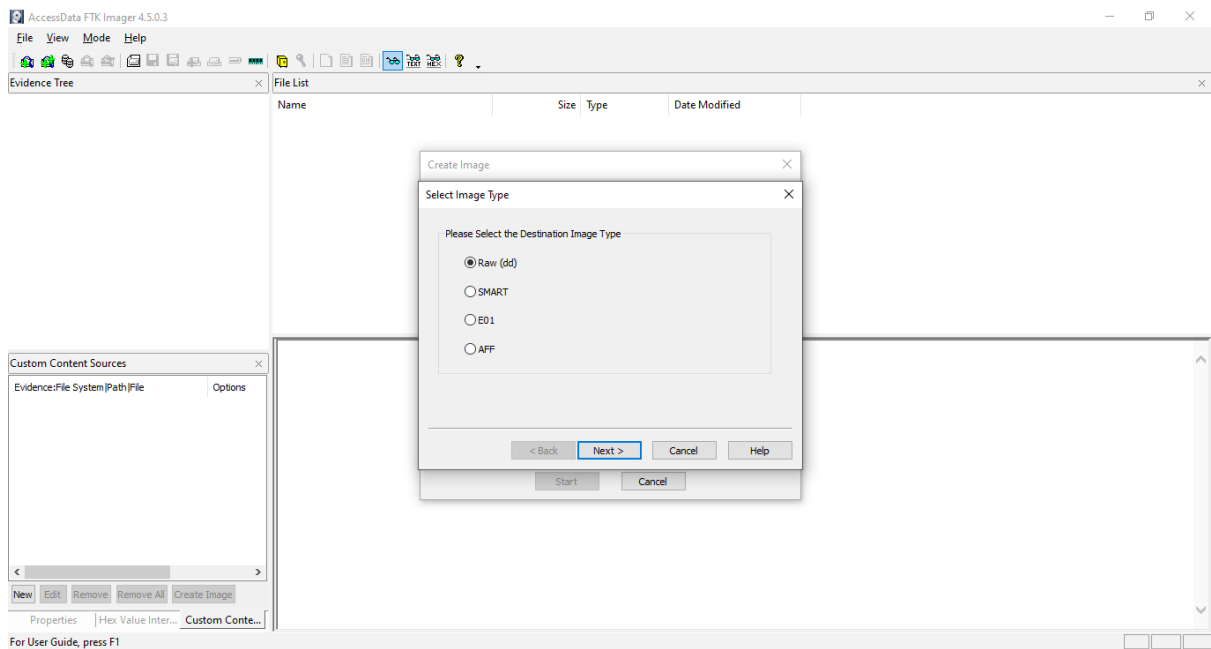 AccessData FTK Imager 4.5.0.3
File View Mode Help
TEXT HEX
Evidence Tree
File List
Name Size Type Date Modified
Create Image
Select Image Type
Please Select the Destination Image Type
Raw (dd)
SMART
E01
AFF
< Back Next > Cancel Help
Start Cancel
Custom Content Sources
Evidence:File System|Path|File Options
New Edit Remove Remove All Create Image
Properties Hex Value Inter... Custom Conte...
For User Guide, press F1